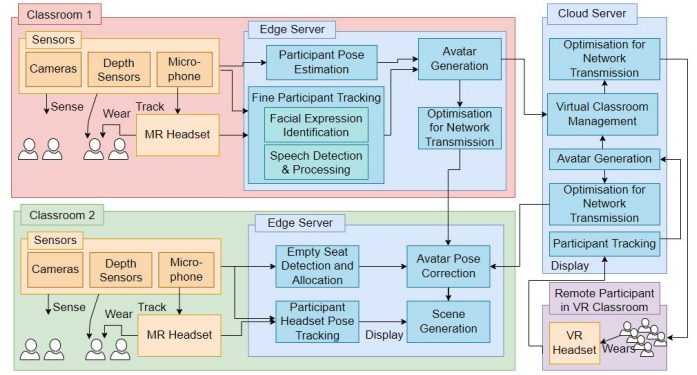 Classroom 1
Sensors
Cameras
Depth
Sensors
Micro-
phone
Sense
Wear
Track
MR Headset
Edge Server
Participant Pose
Estimation
Fine Participant Tracking
Facial Expression
Identification
Speech Detection
& Processing
Avatar
Generation
Optimisation
for Network
Transmission
Cloud Server
Optimisation for
Network
Transmission
Virtual Classroom
Management
Avatar Generation
Optimisation for
Network
Transmission
Participant Tracking
Display
Classroom 2
Sensors
Cameras
Depth
Sensors
Micro-
phone
Sense
Wear
Track
MR Headset
Edge Server
Empty Seat
Detection and
Allocation
Participant
Headset Pose
Tracking
Display
Avatar Pose
Correction
Scene
Generation
Remote Participant
in VR Classroom
VR
Headset
Wears